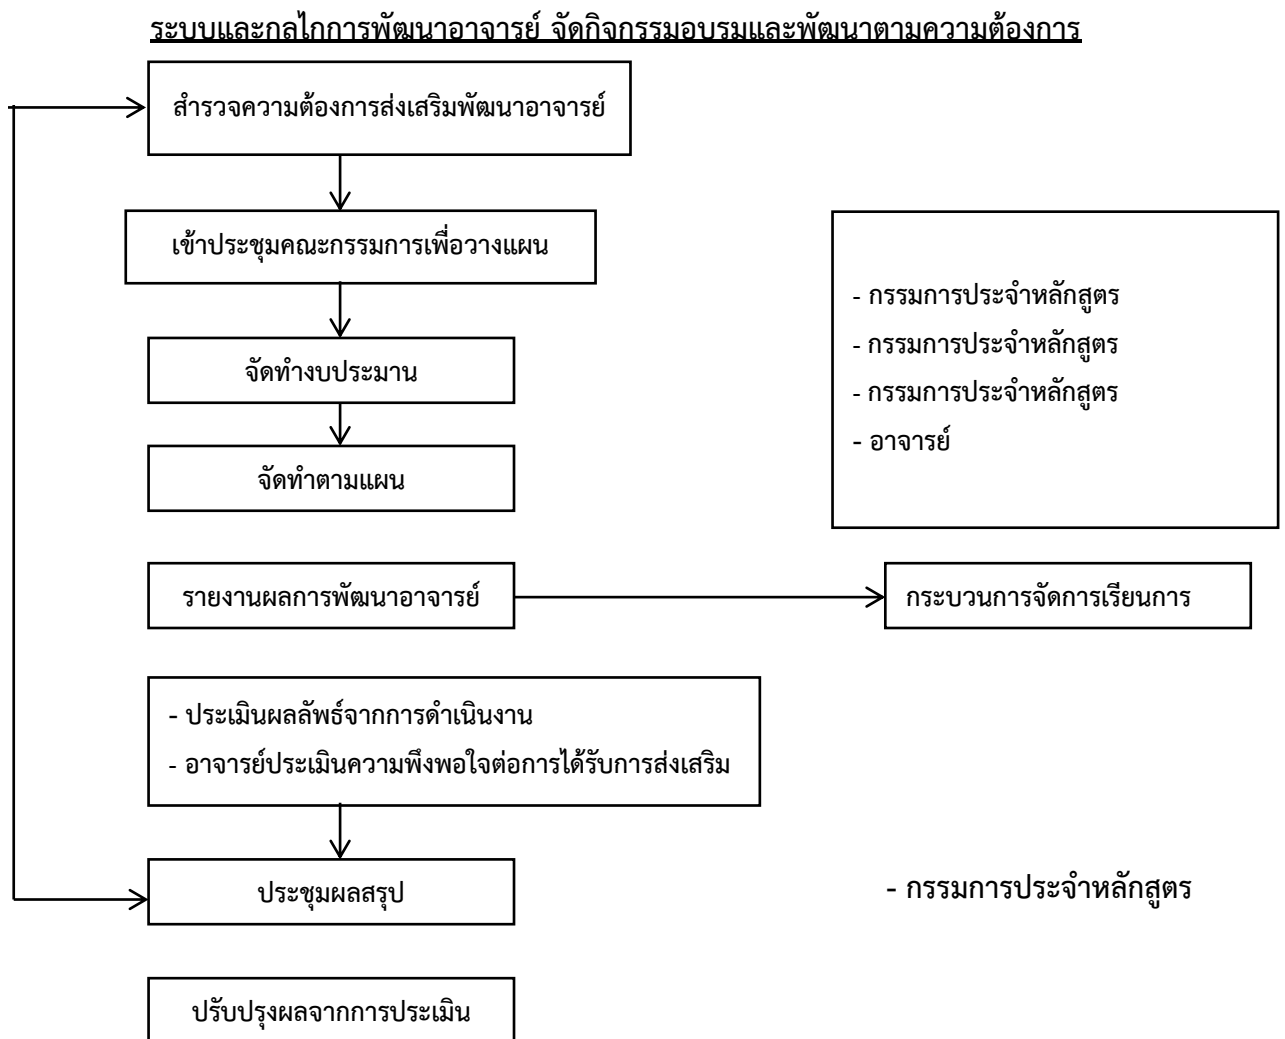 ระบบและกลไกการพัฒนาอาจารย์ จัดกิจกรรมอบรมและพัฒนาตามความต้องการ
สำรวจความต้องการส่งเสริมพัฒนาอาจารย์
เข้าประชุมคณะกรรมการเพื่อวางแผน
จัดทำงบประมาน
จัดทำตามแผน
- กรรมการประจำหลักสูตร
- กรรมการประจำหลักสูตร
- กรรมการประจำหลักสูตร
- อาจารย์
รายงานผลการพัฒนาอาจารย์
กระบวนการจัดการเรียนการ
- ประเมินผลลัพธ์จากการดำเนินงาน
- อาจารย์ประเมินความพึงพอใจต่อการได้รับการส่งเสริม
ประชุมผลสรุป
- กรรมการประจำหลักสูตร
ปรับปรุงผลจากการประเมิน